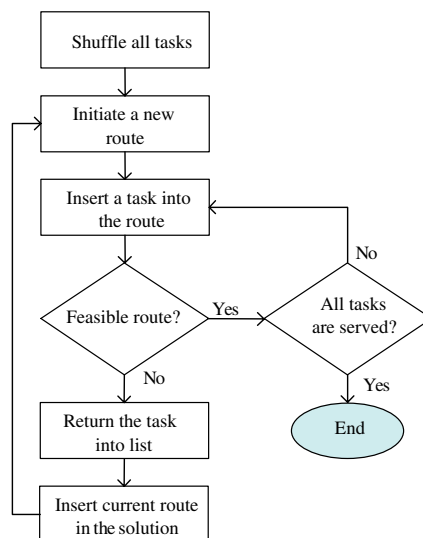 Shuffle all tasks
Initiate a new
route
Insert a task into
the route
No
Feasible route?
Yes
All tasks
are served?
No
Yes
Return the task
into list
End
Insert current route
in the solution